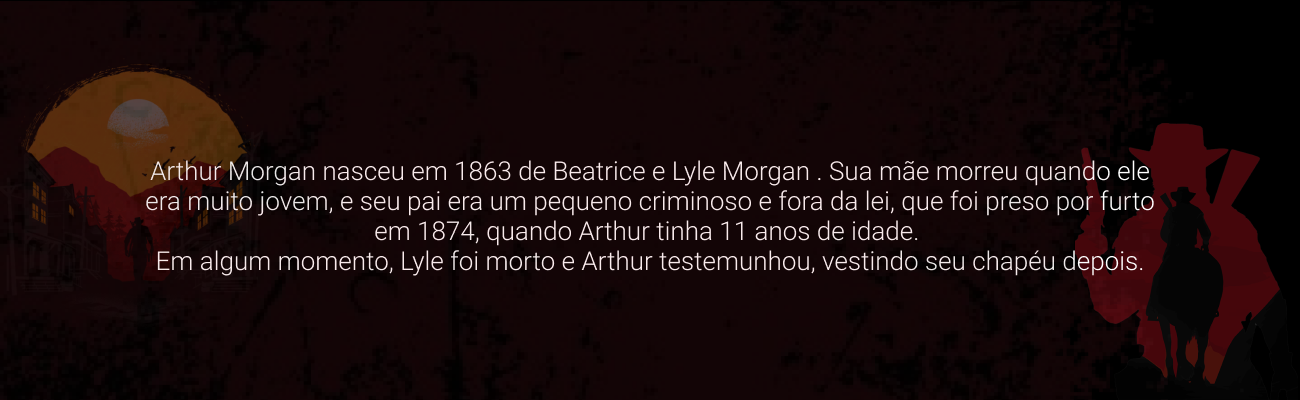 Arthur Morgan nasceu em 1863 de Beatrice e Lyle Morgan . Sua mãe morreu quando ele
era muito jovem, e seu pai era um pequeno criminoso e fora da lei, que foi preso por furto
em 1874, quando Arthur tinha 11 anos de idade.
Em algum momento, Lyle foi morto e Arthur testemunhou, vestindo seu chapéu depois.